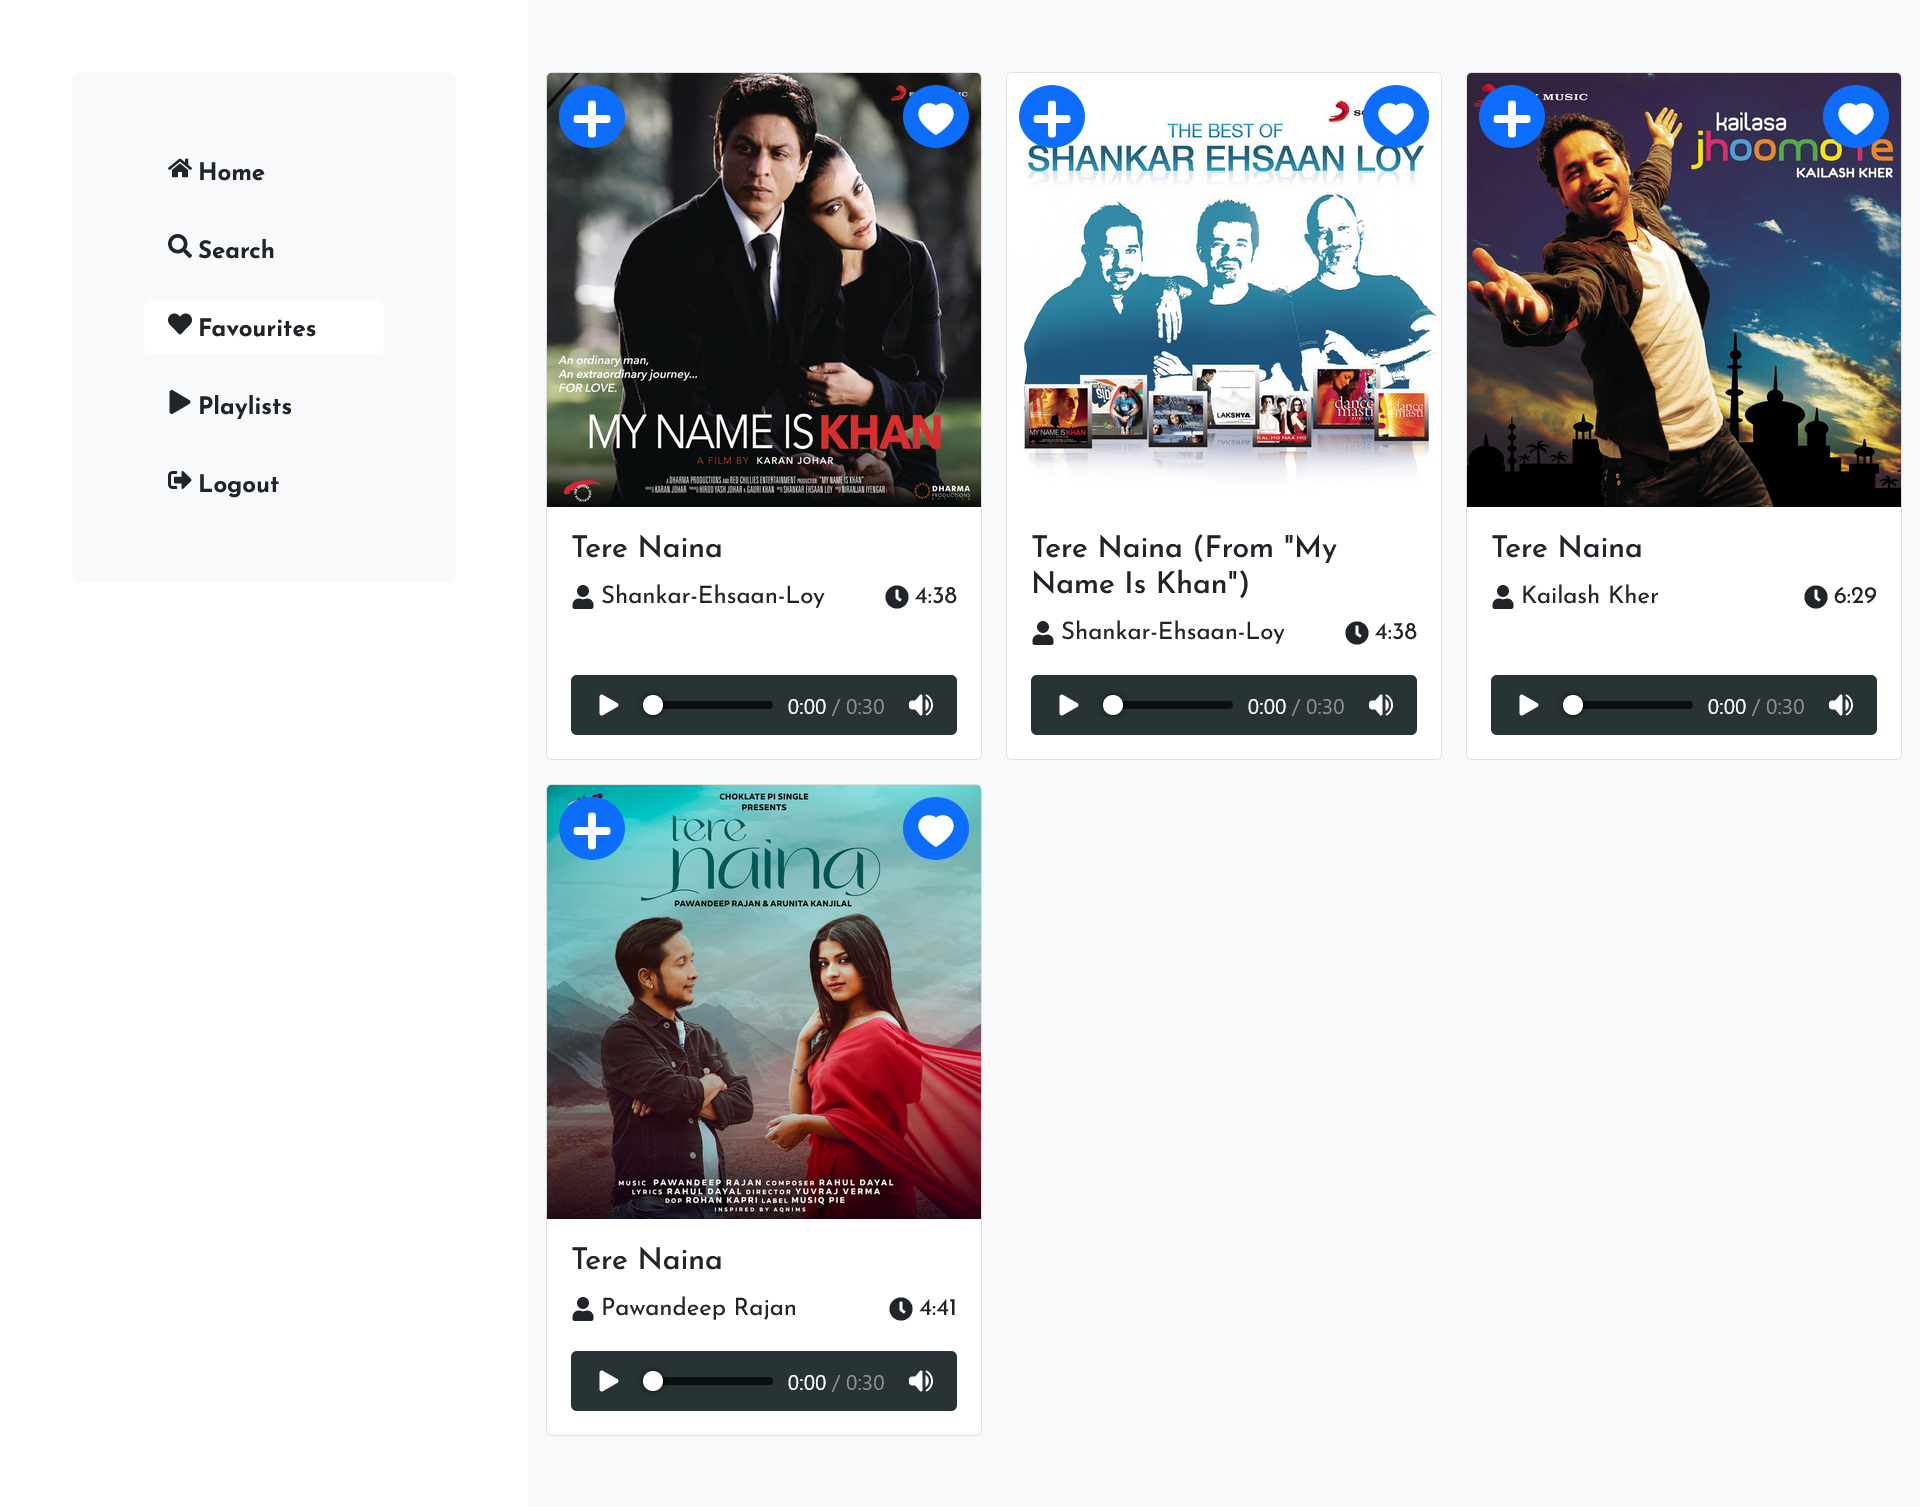 Home
Search
Favourites
Playlists
Logout
An ordinary man,
An extraordinary journey...
FOR LOVE.
MY NAME IS KHAN
A FILM BY KARAN JOHAR
DHARMA
PRODUCTIONS
Tere Naina
Shankar-Ehsaan-Loy 4:38
0:00 / 0:30
THE BEST OF
SHANKAR EHSAAN LOY
MY NAME IS KHAN
LAKSHYA
KAL HO NAA HO
dance
masti
dance
masti
Tere Naina (From "My
Name Is Khan")
Shankar-Ehsaan-Loy 4:38
0:00 / 0:30
MUSIC
kailasa
KAILASH KHER
Tere Naina
Kailash Kher 6:29
0:00 / 0:30
CHOKLATE PI SINGLE
PRESENTS
tere
naina
PAWANDEEP RAJAN & ARUNITA KANJILAL
MUSIC PAWANDEEP RAJAN COMPOSER RAHUL DAYAL
LYRICS RAHUL DAYAL DIRECTOR YUVRAJ VERMA
DOP ROHAN KAPRI LABEL MUSIQ PIE
INSPIRED BY AQNIMS
Tere Naina
Pawandeep Rajan 4:41
0:00 / 0:30